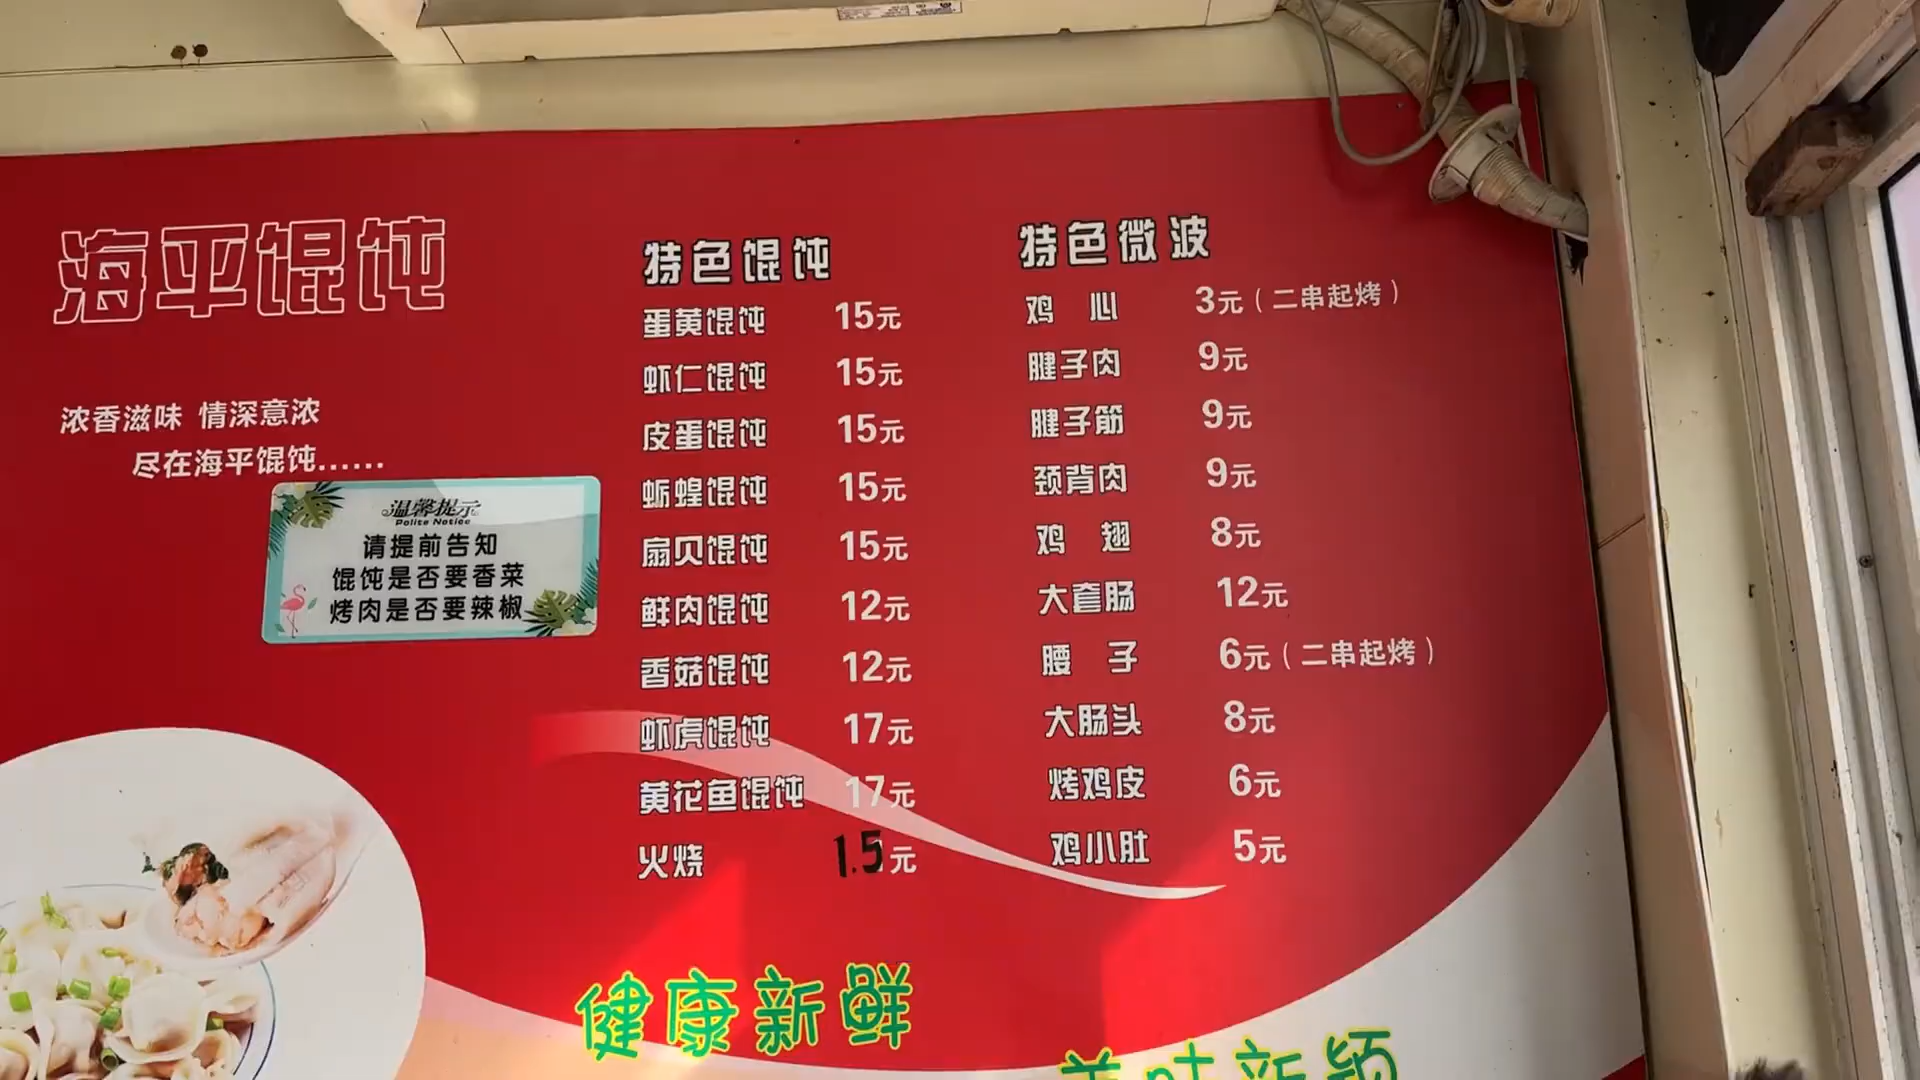 海平馄饨
浓香滋味 情深意浓
尽在海平馄饨......
温馨提示
Polite Notice
请提前告知
馄饨是否要香菜
烤肉是否要辣椒
特色馄饨
蛋黄馄饨 15元
虾仁馄饨 15元
皮蛋馄饨 15元
蛎蝗馄饨 15元
扇贝馄饨 15元
鲜肉馄饨 12元
香菇馄饨 12元
虾虎馄饨 17元
黄花鱼馄饨 17元
火烧 1.5元
特色微波
鸡 心 3元（二串起烤）
腱子肉 9元
腱子筋 9元
颈背肉 9元
鸡 翅 8元
大套肠 12元
腰 子 6元（二串起烤）
大肠头 8元
烤鸡皮 6元
鸡小肚 5元
健康新鲜
美味新颖